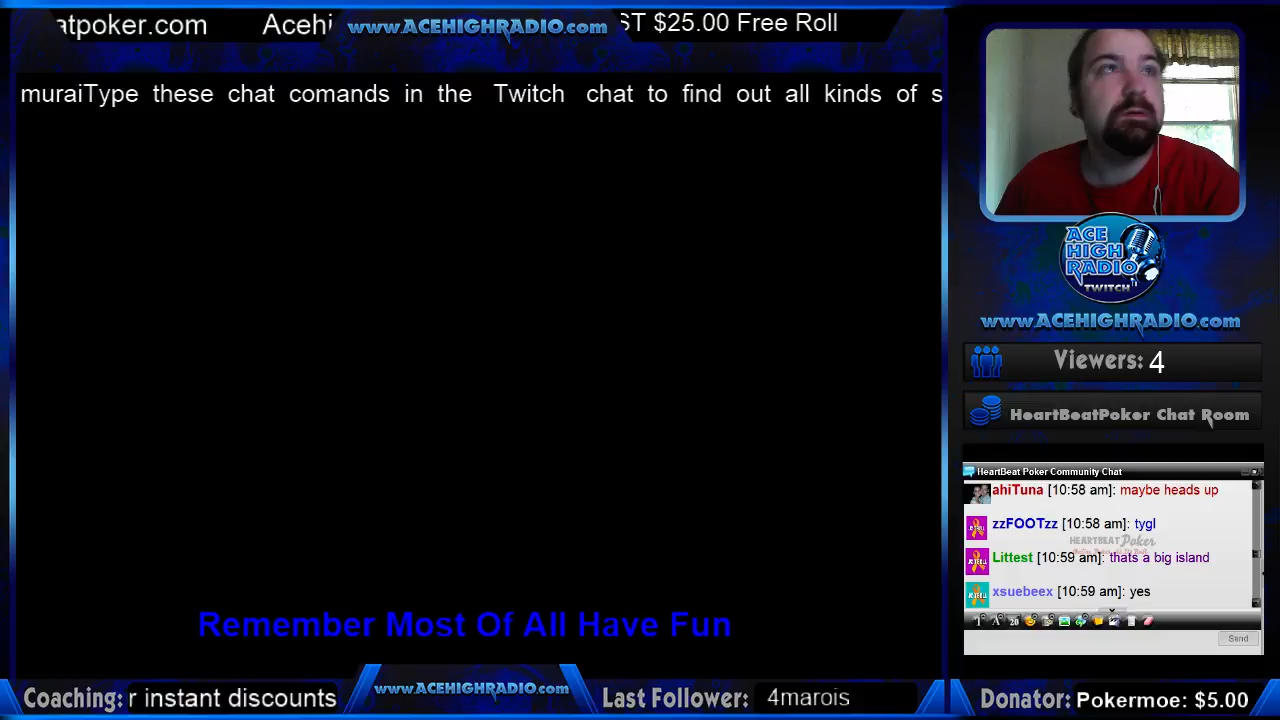 atpoker.com Acehi
www.ACEHIGHRADIO.com
ST $25.00 Free Roll
muraiType these chat comands in the Twitch chat to find out all kinds of s
ACE
HIGH
RADIO
TWITCH
www.ACEHIGHRADIO.com
Viewers: 4
HeartBeatPoker Chat Room
HeartBeat Poker Community Chat
ahiTuna [10:58 am]: maybe heads up
zzFOOTzz [10:58 am]: tygl
HEARTBEAT Poker
Littest [10:59 am]: thats a big island
xsuebeex [10:59 am]: yes
Send
Remember Most Of All Have Fun
Coaching: r instant discounts
www.ACEHIGHRADIO.com
Last Follower: 4marois
Donator: Pokermoe: $5.00